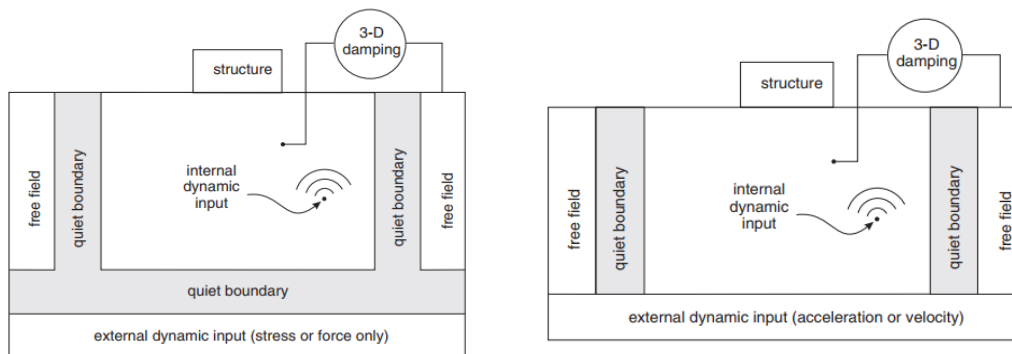 3-D
damping
structure
free field
quiet boundary
internal
dynamic
input
quiet boundary
free field
quiet boundary
external dynamic input (stress or force only)
3-D
damping
structure
free field
quiet boundary
internal
dynamic
input
quiet boundary
free field
external dynamic input (acceleration or velocity)